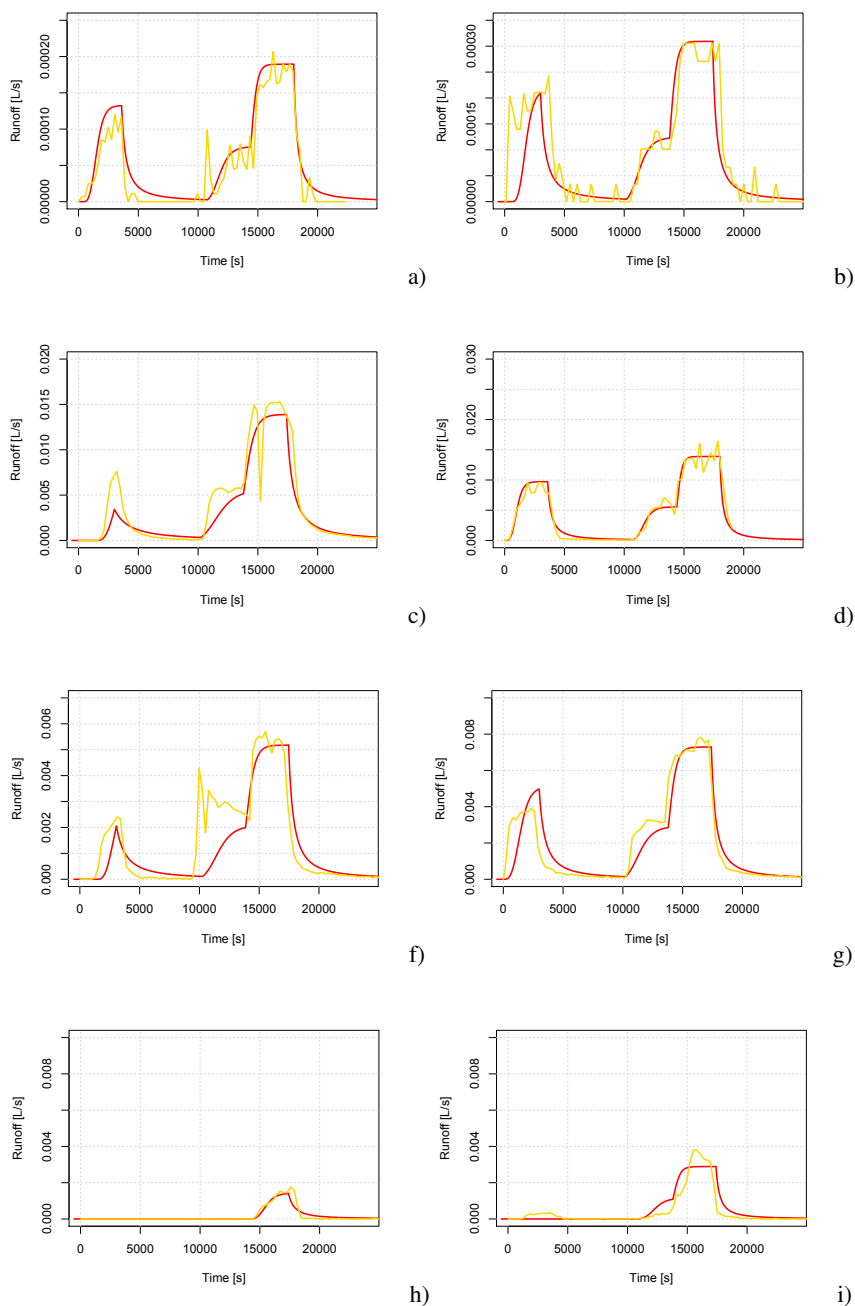 Runoff [L/s]
0.00000 0.00010 0.00020
0 5000 10000 15000 20000
Time [s]
a)
Runoff [L/s]
0.00000 0.00015 0.00030
0 5000 10000 15000 20000
Time [s]
b)
Runoff [L/s]
0.000 0.005 0.010 0.015 0.020
0 5000 10000 15000 20000
Time [s]
c)
Runoff [L/s]
0.000 0.010 0.020 0.030
0 5000 10000 15000 20000
Time [s]
d)
Runoff [L/s]
0.000 0.002 0.004 0.006
0 5000 10000 15000 20000
Time [s]
f)
Runoff [L/s]
0.000 0.004 0.008
0 5000 10000 15000 20000
Time [s]
g)
Runoff [L/s]
0.000 0.004 0.008
0 5000 10000 15000 20000
Time [s]
h)
Runoff [L/s]
0.000 0.004 0.008
0 5000 10000 15000 20000
Time [s]
i)